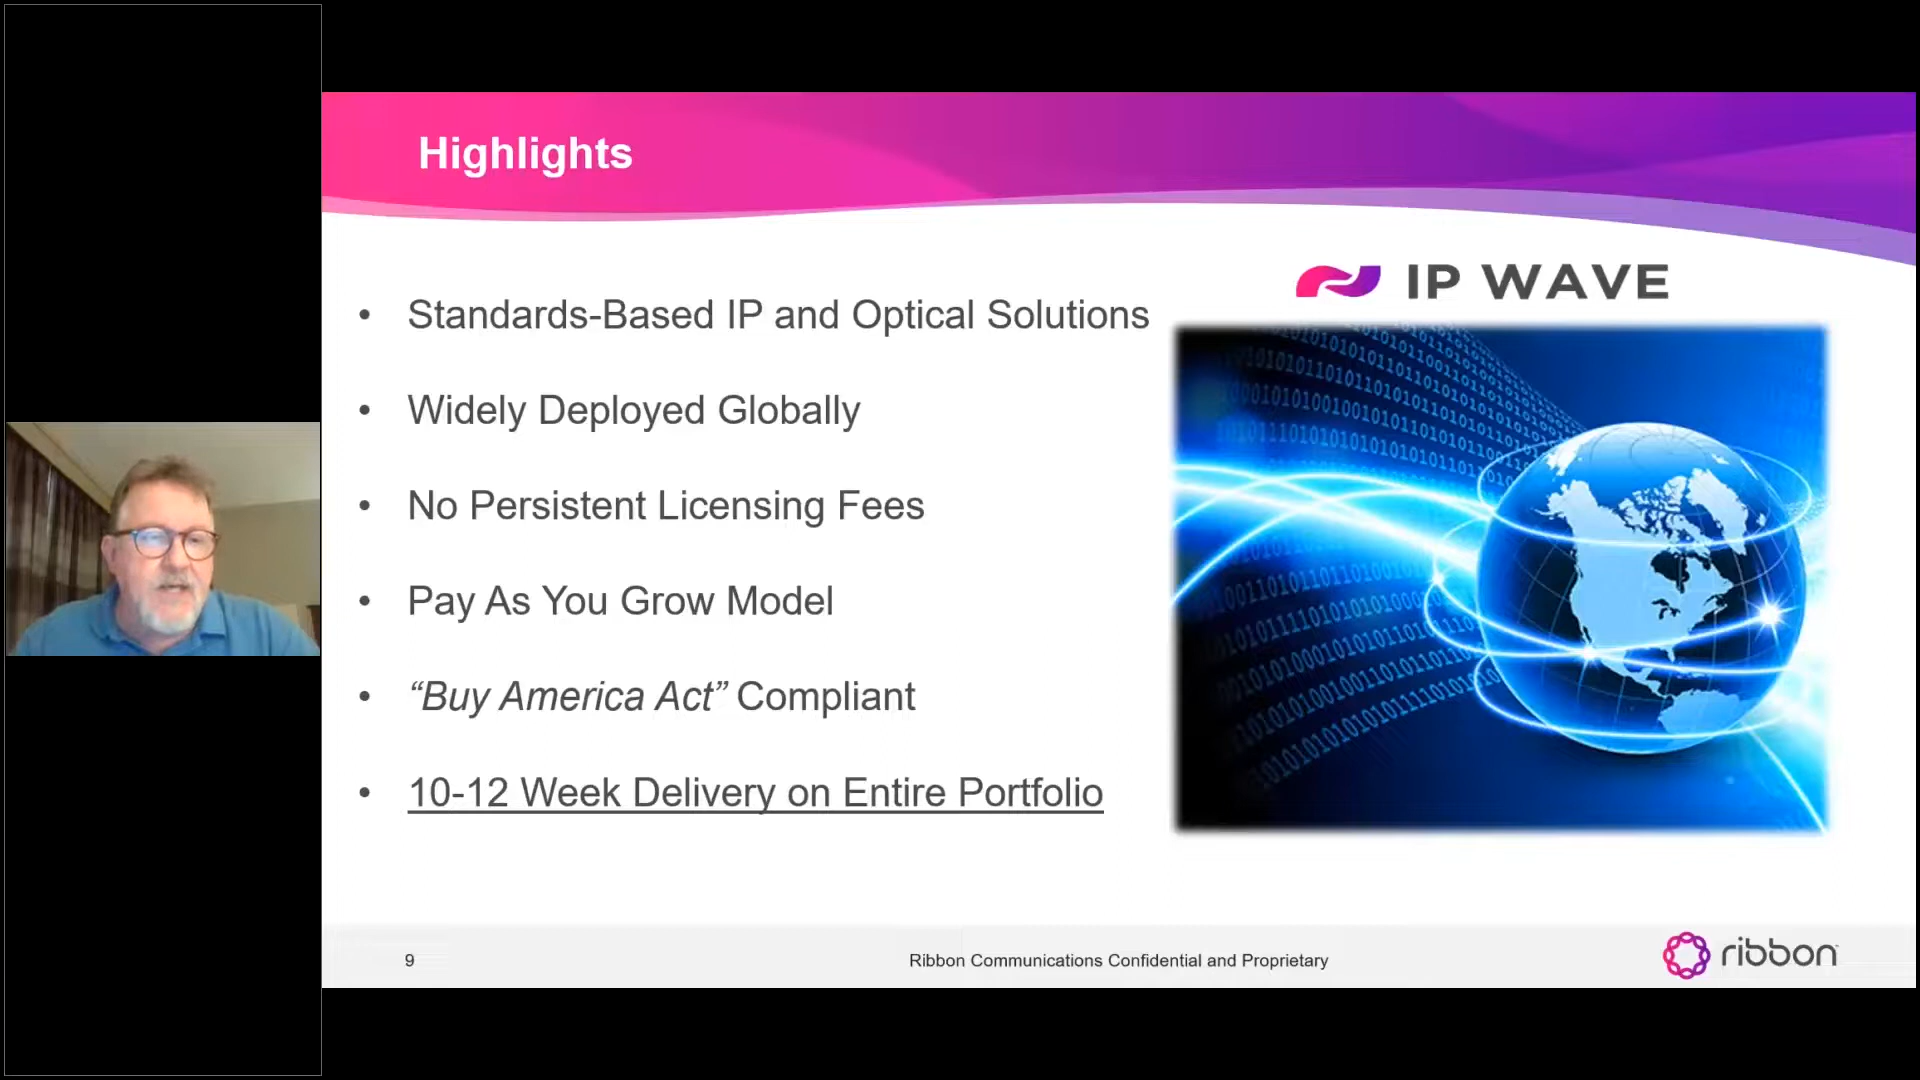 Highlights
IP WAVE
• Standards-Based IP and Optical Solutions
• Widely Deployed Globally
• No Persistent Licensing Fees
• Pay As You Grow Model
• “Buy America Act” Compliant
• 10-12 Week Delivery on Entire Portfolio
9
Ribbon Communications Confidential and Proprietary
ribbon